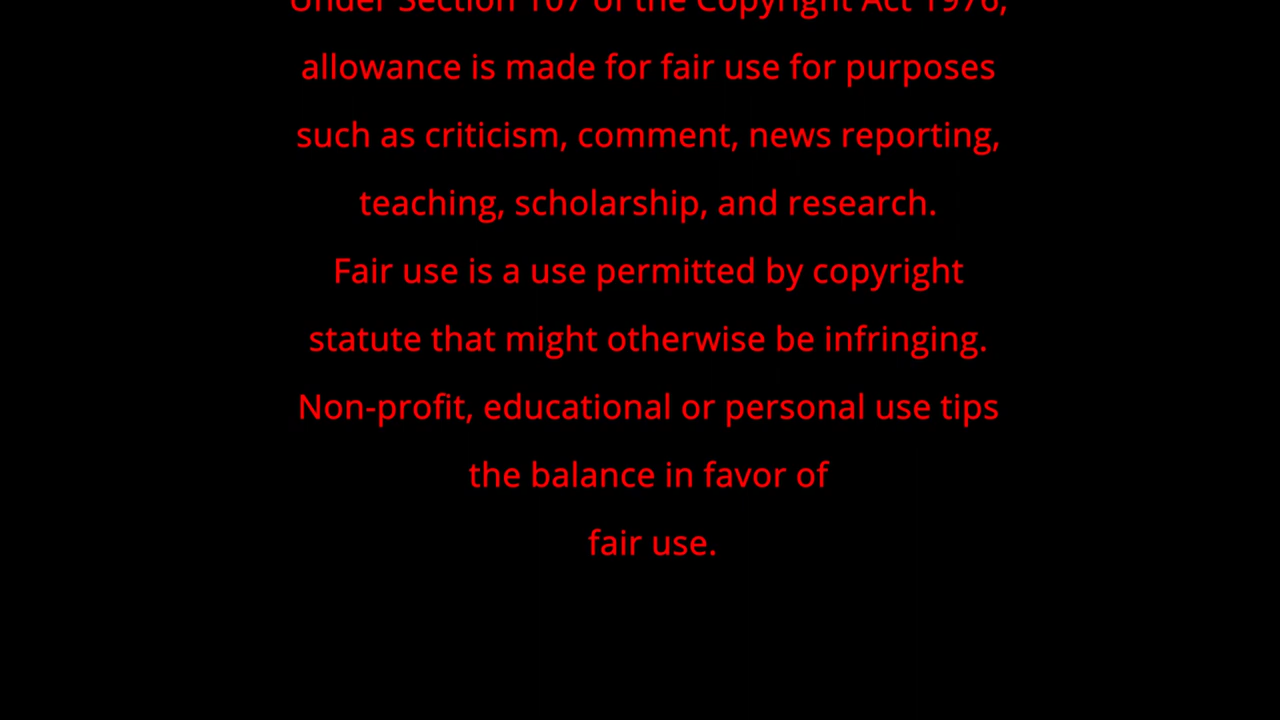 Under Section 107 of the Copyright Act 1976,
allowance is made for fair use for purposes
such as criticism, comment, news reporting,
teaching, scholarship, and research.
Fair use is a use permitted by copyright
statute that might otherwise be infringing.
Non-profit, educational or personal use tips
the balance in favor of
fair use.